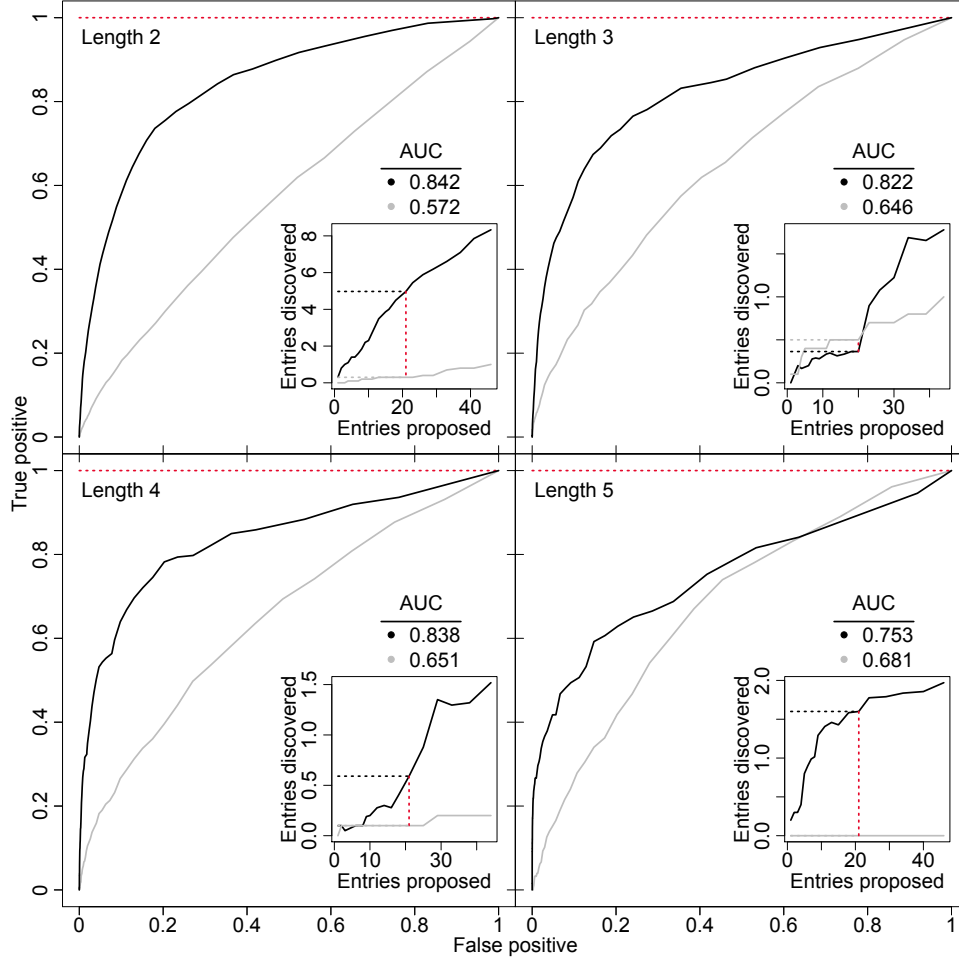 Length 2
AUC
0.842
0.572
Entries discovered
0 2 4 6 8
0 20 40
Entries proposed
Length 3
AUC
0.822
0.646
Entries discovered
0.0 1.0
10 30
0
Entries proposed
0 0.2 0.4 0.6 0.8 1
True positive
Length 4
AUC
0.838
0.651
Entries discovered
0.0 0.5 1.0 1.5
10 30
Entries proposed
Length 5
AUC
0.753
0.681
Entries discovered
0.0 1.0 2.0
0 20 40
Entries proposed
0 0.2 0.4 0.6 0.8 1
0 0.2 0.4 0.6 0.8 1
0 0.2 0.4 0.6 0.8 1
False positive